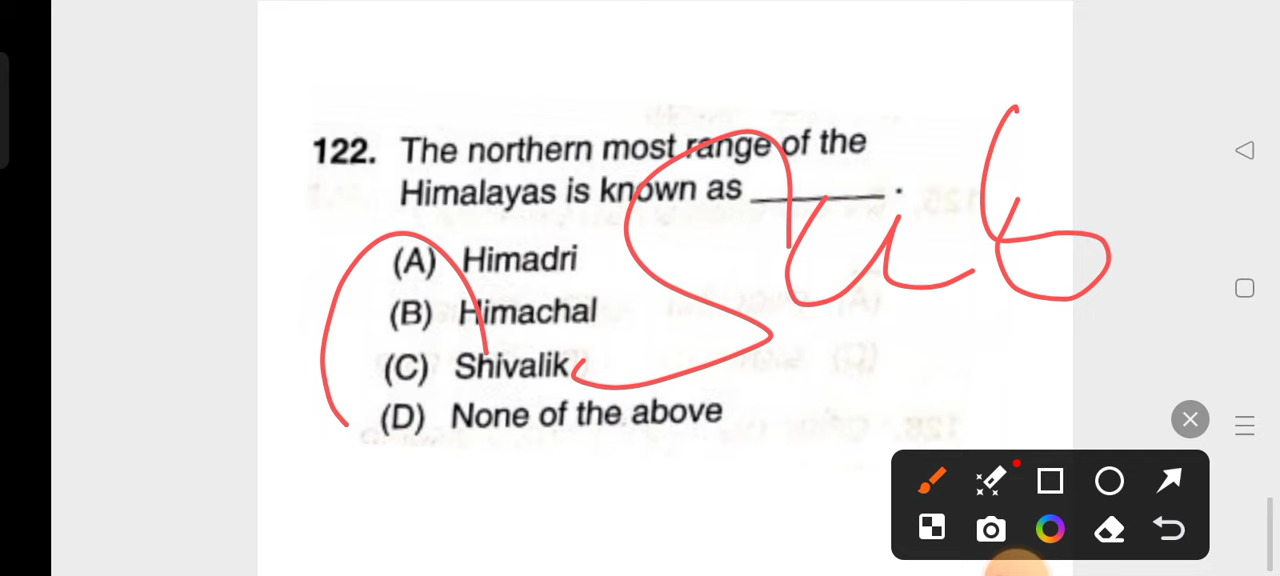 122. The northern most range of the
Himalayas is known as ________.
(A) Himadri
(B) Himachal
(C) Shivalik
(D) None of the above
Sub